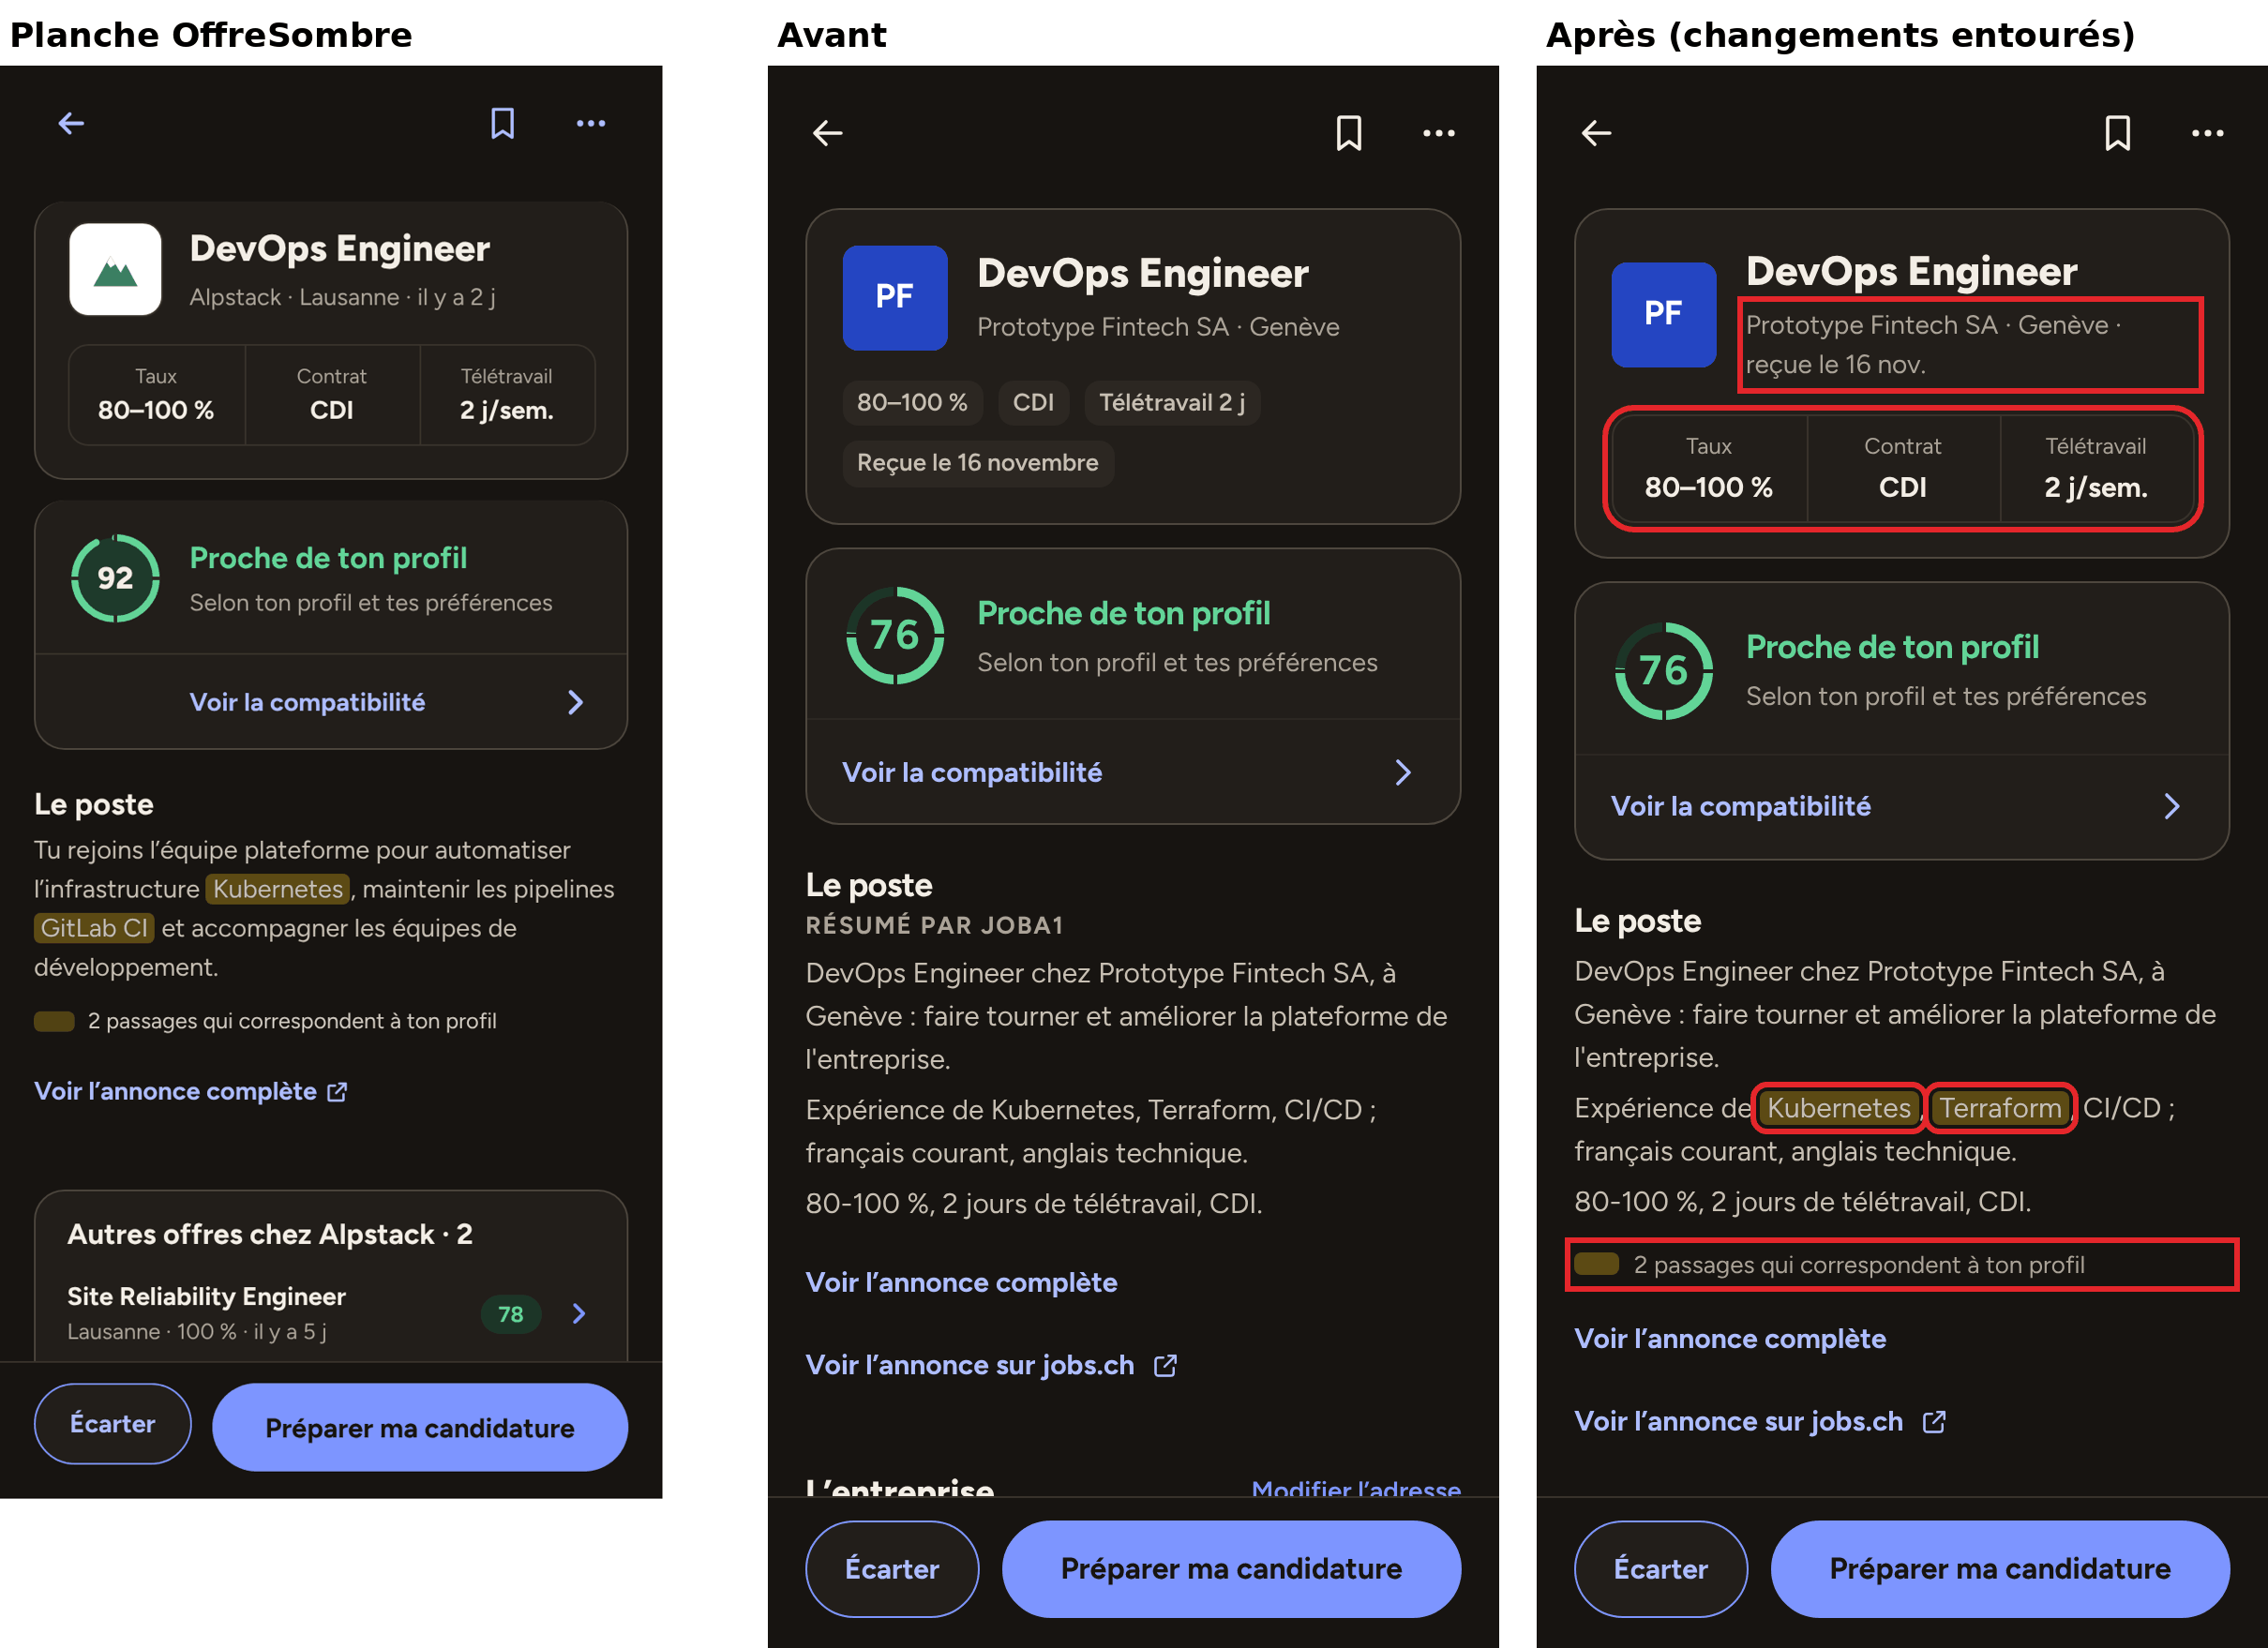 Planche OffreSombre
DevOps Engineer
Alpstack · Lausanne · il y a 2 j
Taux
80–100 %
Contrat
CDI
Télétravail
2 j/sem.
92
Proche de ton profil
Selon ton profil et tes préférences
Voir la compatibilité
Le poste
Tu rejoins l’équipe plateforme pour automatiser
l’infrastructure Kubernetes, maintenir les pipelines
GitLab CI et accompagner les équipes de
développement.
2 passages qui correspondent à ton profil
Voir l’annonce complète
Autres offres chez Alpstack · 2
Site Reliability Engineer
Lausanne · 100 % · il y a 5 j
78
Écarter
Préparer ma candidature
Avant
PF
DevOps Engineer
Prototype Fintech SA · Genève
80–100 %
CDI
Télétravail 2 j
Reçue le 16 novembre
76
Proche de ton profil
Selon ton profil et tes préférences
Voir la compatibilité
Le poste
RÉSUMÉ PAR JOBA1
DevOps Engineer chez Prototype Fintech SA, à
Genève : faire tourner et améliorer la plateforme de
l'entreprise.
Expérience de Kubernetes, Terraform, CI/CD ;
français courant, anglais technique.
80-100 %, 2 jours de télétravail, CDI.
Voir l’annonce complète
Voir l’annonce sur jobs.ch
L’entreprise
Modifier l’adresse
Écarter
Préparer ma candidature
Après (changements entourés)
PF
DevOps Engineer
Prototype Fintech SA · Genève ·
reçue le 16 nov.
Taux
80–100 %
Contrat
CDI
Télétravail
2 j/sem.
76
Proche de ton profil
Selon ton profil et tes préférences
Voir la compatibilité
Le poste
DevOps Engineer chez Prototype Fintech SA, à
Genève : faire tourner et améliorer la plateforme de
l'entreprise.
Expérience de Kubernetes, Terraform, CI/CD ;
français courant, anglais technique.
80-100 %, 2 jours de télétravail, CDI.
2 passages qui correspondent à ton profil
Voir l’annonce complète
Voir l’annonce sur jobs.ch
Écarter
Préparer ma candidature